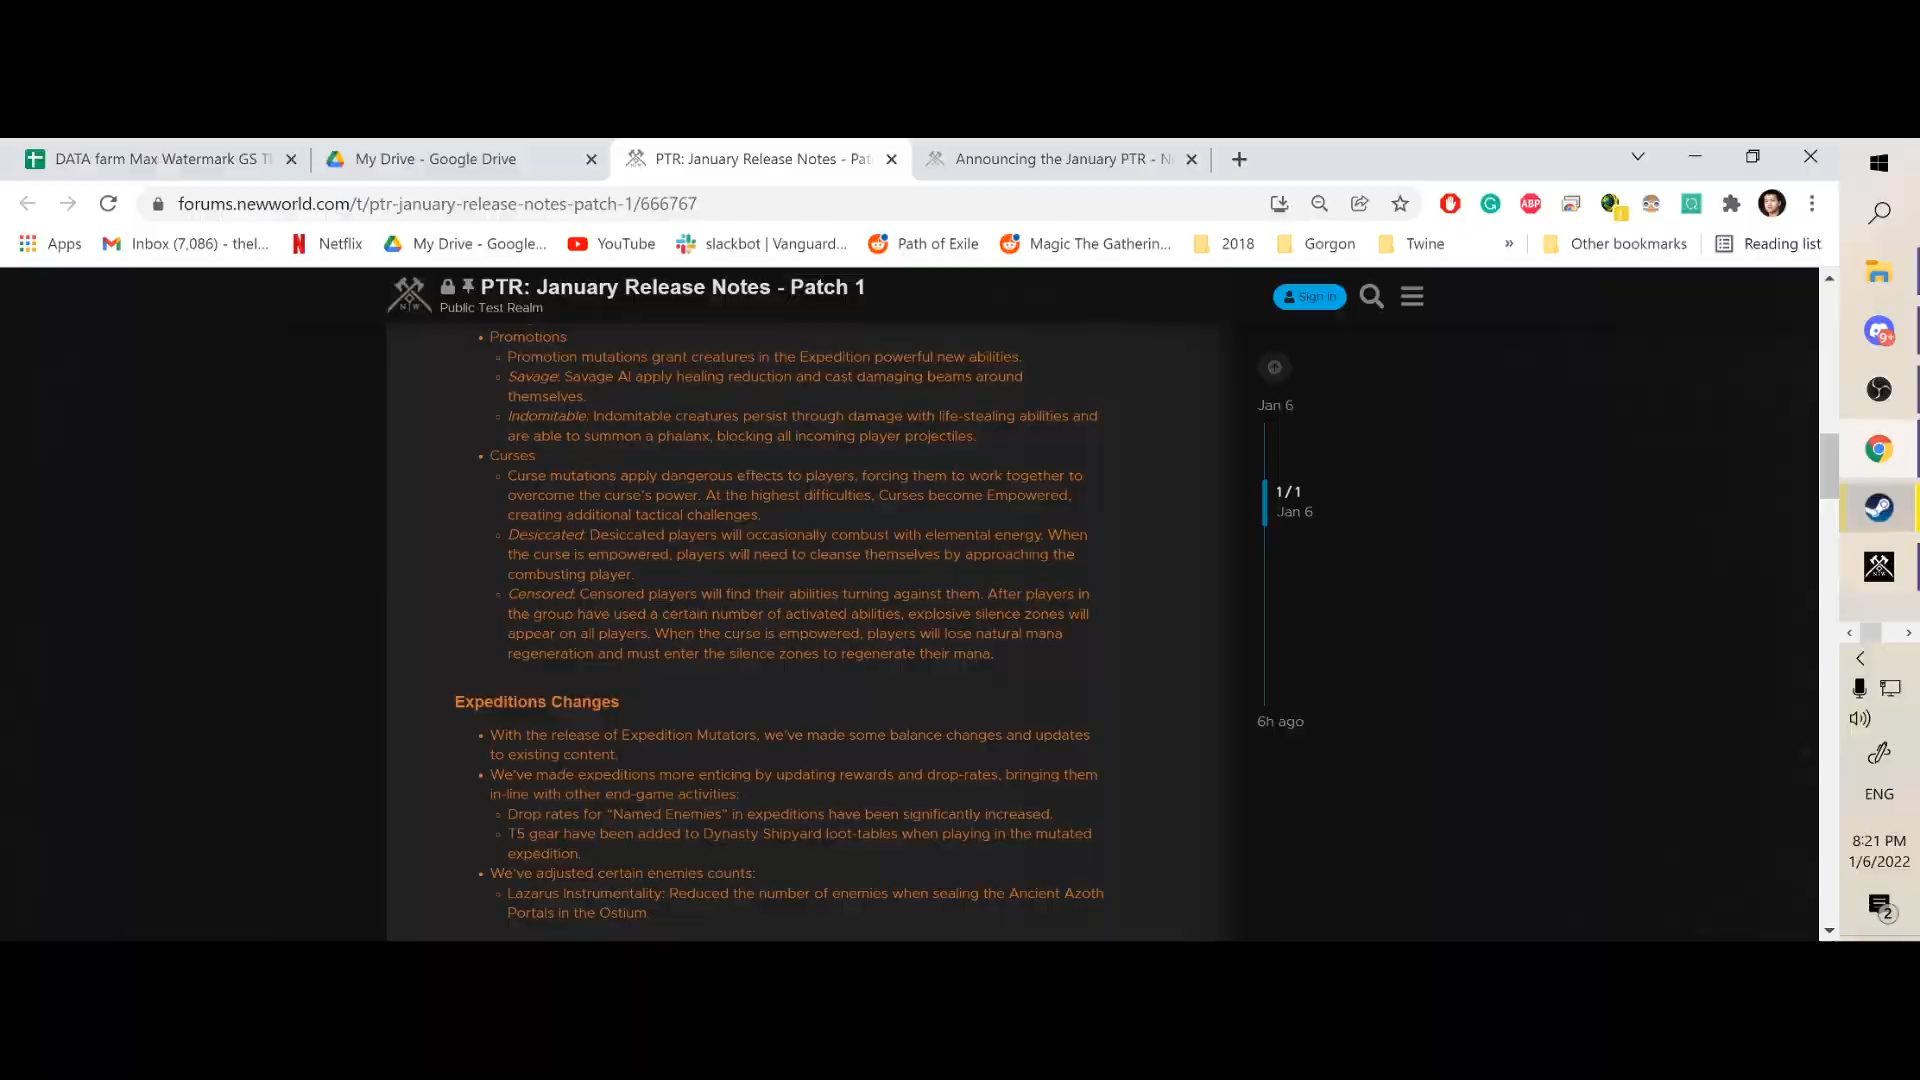 DATA farm Max Watermark GS T
My Drive - Google Drive
PTR: January Release Notes - Pat
Announcing the January PTR - N
forums.newworld.com/t/ptr-january-release-notes-patch-1/666767
ABP
Apps
Inbox (7,086) - thel...
Netflix
My Drive - Google...
YouTube
slackbot | Vanguard...
Path of Exile
Magic The Gatherin...
2018
Gorgon
Twine
»
Other bookmarks
Reading list
PTR: January Release Notes - Patch 1
Public Test Realm
Sign In
Promotions
Promotion mutations grant creatures in the Expedition powerful new abilities.
Savage: Savage AI apply healing reduction and cast damaging beams around
themselves.
Indomitable: Indomitable creatures persist through damage with life-stealing abilities and
are able to summon a phalanx, blocking all incoming player projectiles.
Curses
Curse mutations apply dangerous effects to players, forcing them to work together to
overcome the curse's power. At the highest difficulties, Curses become Empowered,
creating additional tactical challenges.
Desiccated: Desiccated players will occasionally combust with elemental energy. When
the curse is empowered, players will need to cleanse themselves by approaching the
combusting player.
Censored: Censored players will find their abilities turning against them. After players in
the group have used a certain number of activated abilities, explosive silence zones will
appear on all players. When the curse is empowered, players will lose natural mana
regeneration and must enter the silence zones to regenerate their mana.
Expeditions Changes
With the release of Expedition Mutators, we've made some balance changes and updates
to existing content.
We've made expeditions more enticing by updating rewards and drop-rates, bringing them
in-line with other end-game activities:
Drop rates for "Named Enemies" in expeditions have been significantly increased.
T5 gear have been added to Dynasty Shipyard loot-tables when playing in the mutated
expedition.
We've adjusted certain enemies counts:
Lazarus Instrumentality: Reduced the number of enemies when sealing the Ancient Azoth
Portals in the Ostium.
Jan 6
1 / 1
Jan 6
6h ago
9+
ENG
8:21 PM
1/6/2022
2